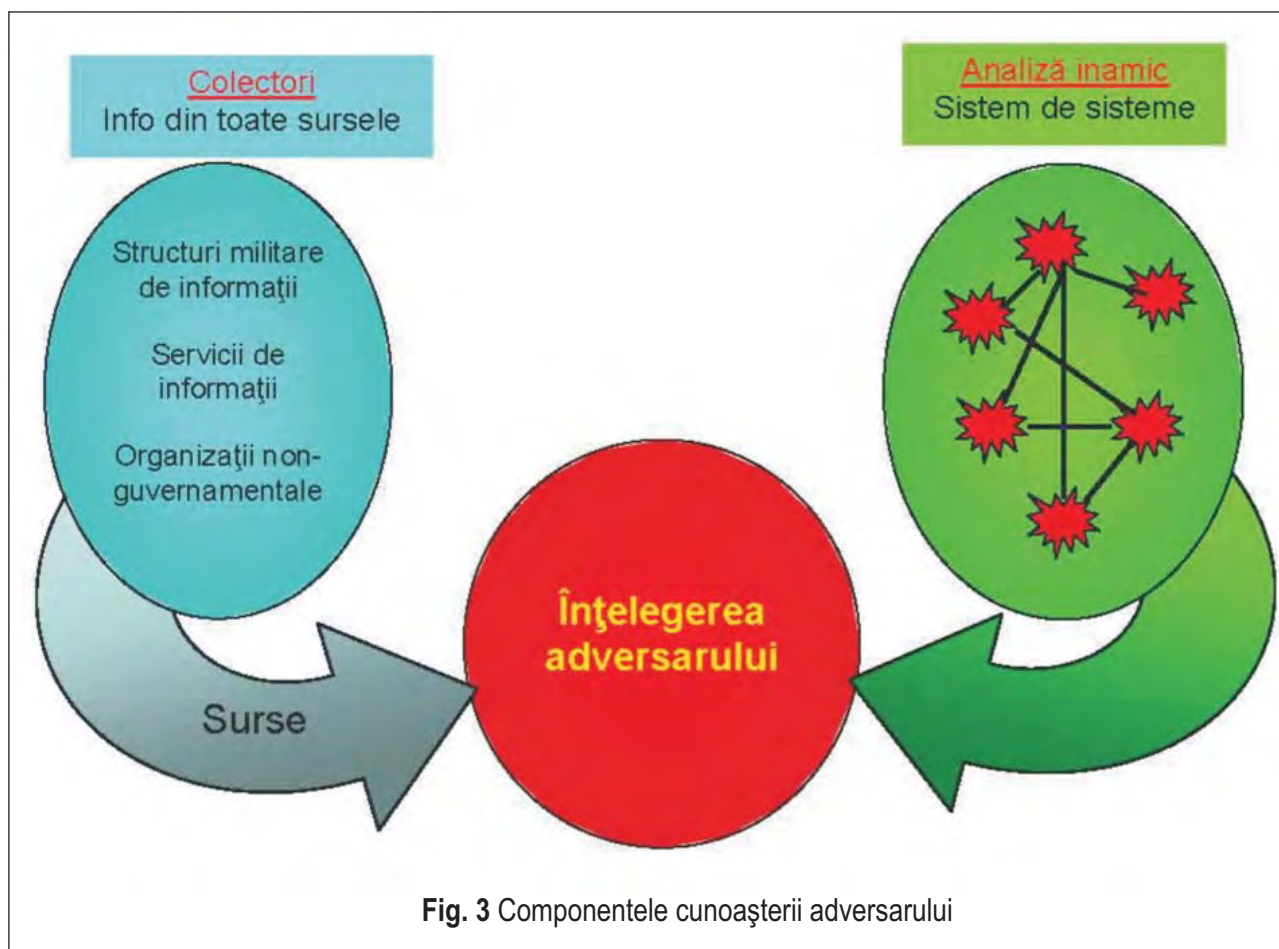 Colectori
Info din toate sursele
Structuri militare
de informaţii
Servicii de
informaţii
Organizaţii non-
guvernamentale
Surse
Analiză inamic
Sistem de sisteme
Înţelegerea
adversarului
Fig. 3 Componentele cunoaşterii adversarului